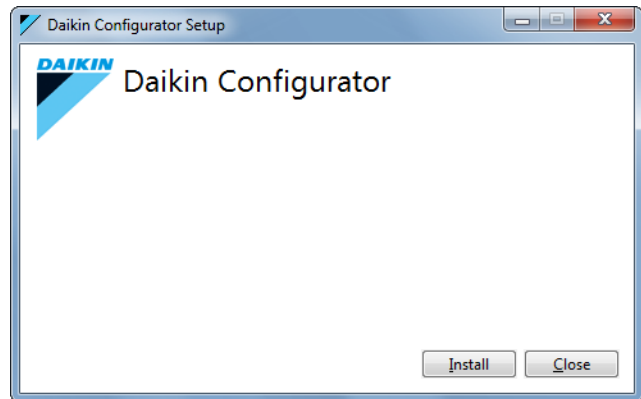 Daikin Configurator Setup
DAIKIN
Daikin Configurator
Install
Close